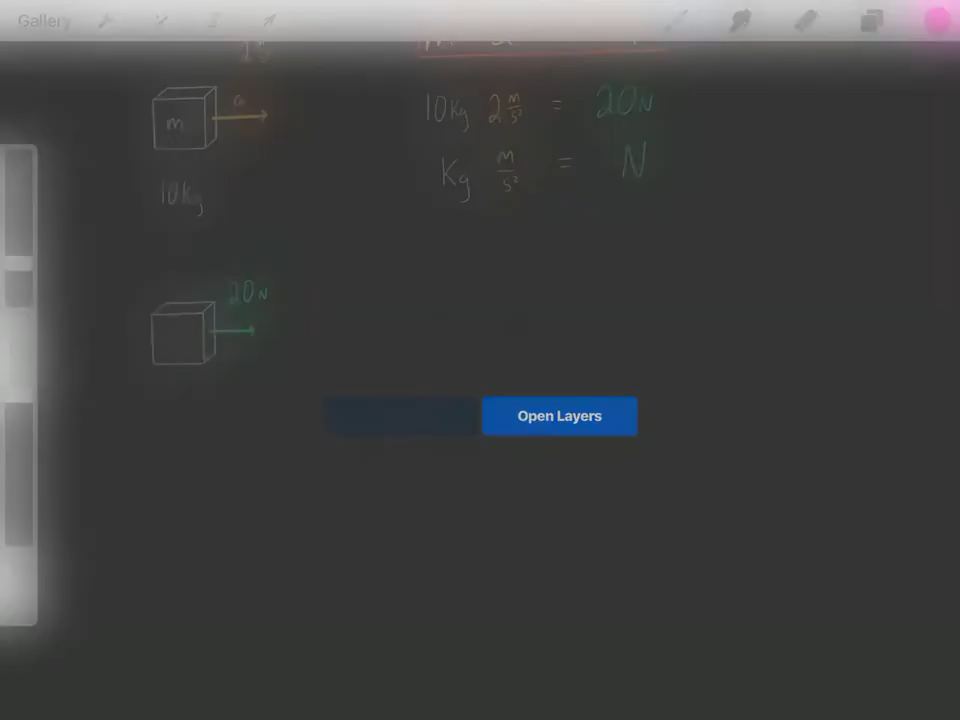 Gallery
m
a
10Kg
10Kg 2 m/s² = 20N
Kg m/s² = N
20N
Open Layers